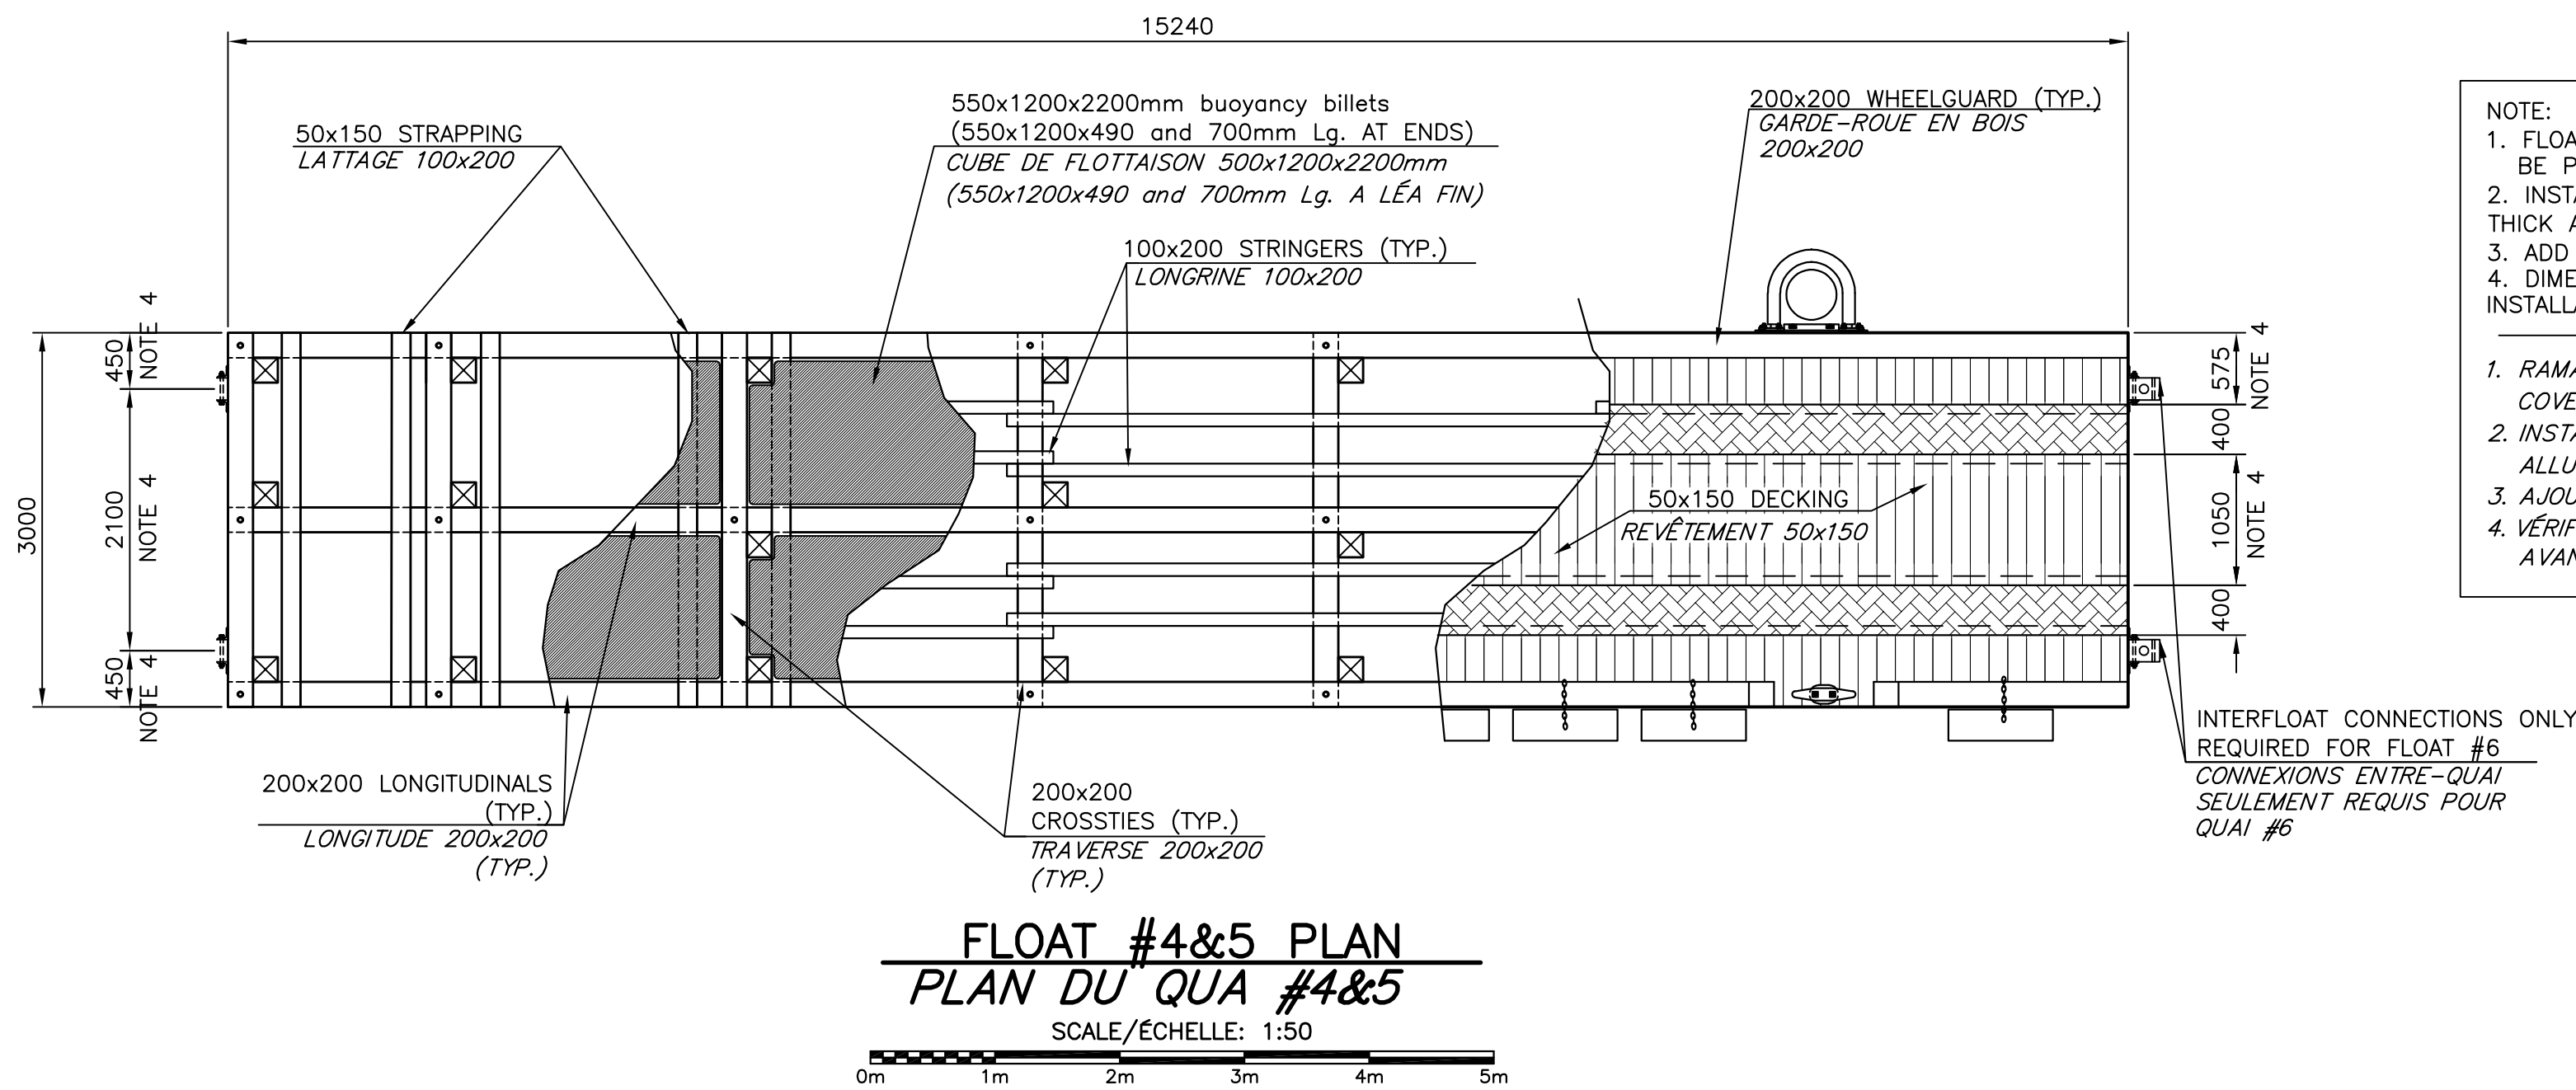 15240
50x150 STRAPPING
LATTAGE 100x200
550x1200x2200mm buoyancy billets
(550x1200x490 and 700mm Lg. AT ENDS)
CUBE DE FLOTTAISON 500x1200x2200mm
(550x1200x490 and 700mm Lg. A LÉA FIN)
200x200 WHEELGUARD (TYP.)
GARDE-ROUE EN BOIS
200x200
100x200 STRINGERS (TYP.)
LONGRINE 100x200
3000
450
NOTE 4
2100
NOTE 4
450
NOTE 4
50x150 DECKING
REVÊTEMENT 50x150
575
NOTE 4
400
1050
NOTE 4
400
200x200 LONGITUDINALS
(TYP.)
LONGITUDE 200x200
(TYP.)
200x200
CROSSTIES (TYP.)
TRAVERSE 200x200
(TYP.)
INTERFLOAT CONNECTIONS ONLY
REQUIRED FOR FLOAT #6
CONNEXIONS ENTRE-QUAI
SEULEMENT REQUIS POUR
QUAI #6
NOTE:
1. FLOA
BE P
2. INSTA
THICK A
3. ADD
4. DIME
INSTALLA
1. RAMA
COVE
2. INSTA
ALLU
3. AJOU
4. VÉRIF
AVAN
FLOAT #4&5 PLAN
PLAN DU QUA #4&5
SCALE/ÉCHELLE: 1:50
0m 1m 2m 3m 4m 5m